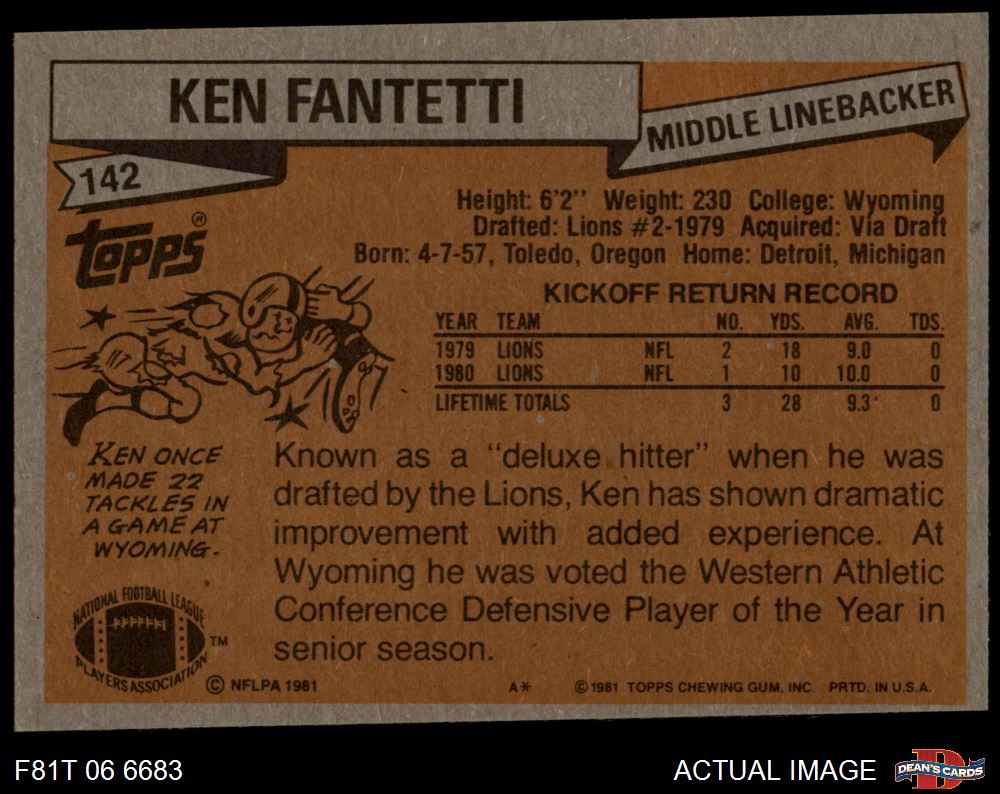 KEN FANTETTI
MIDDLE LINEBACKER
142
topps®
Height: 6'2'' Weight: 230 College: Wyoming
Drafted: Lions #2-1979 Acquired: Via Draft
Born: 4-7-57, Toledo, Oregon Home: Detroit, Michigan
KICKOFF RETURN RECORD
YEAR TEAM NO. YDS. AVG. TDS.
1979 LIONS NFL 2 18 9.0 0
1980 LIONS NFL 1 10 10.0 0
LIFETIME TOTALS 3 28 9.3 0
KEN ONCE
MADE 22
TACKLES IN
A GAME AT
WYOMING.
Known as a “deluxe hitter” when he was
drafted by the Lions, Ken has shown dramatic
improvement with added experience. At
Wyoming he was voted the Western Athletic
Conference Defensive Player of the Year in
senior season.
NATIONAL FOOTBALL LEAGUE
PLAYERS ASSOCIATION
TM
© NFLPA 1981
A* ©1981 TOPPS CHEWING GUM, INC. PRTD. IN U.S.A.
F81T 06 6683
ACTUAL IMAGE
D
DEAN'S CARDS